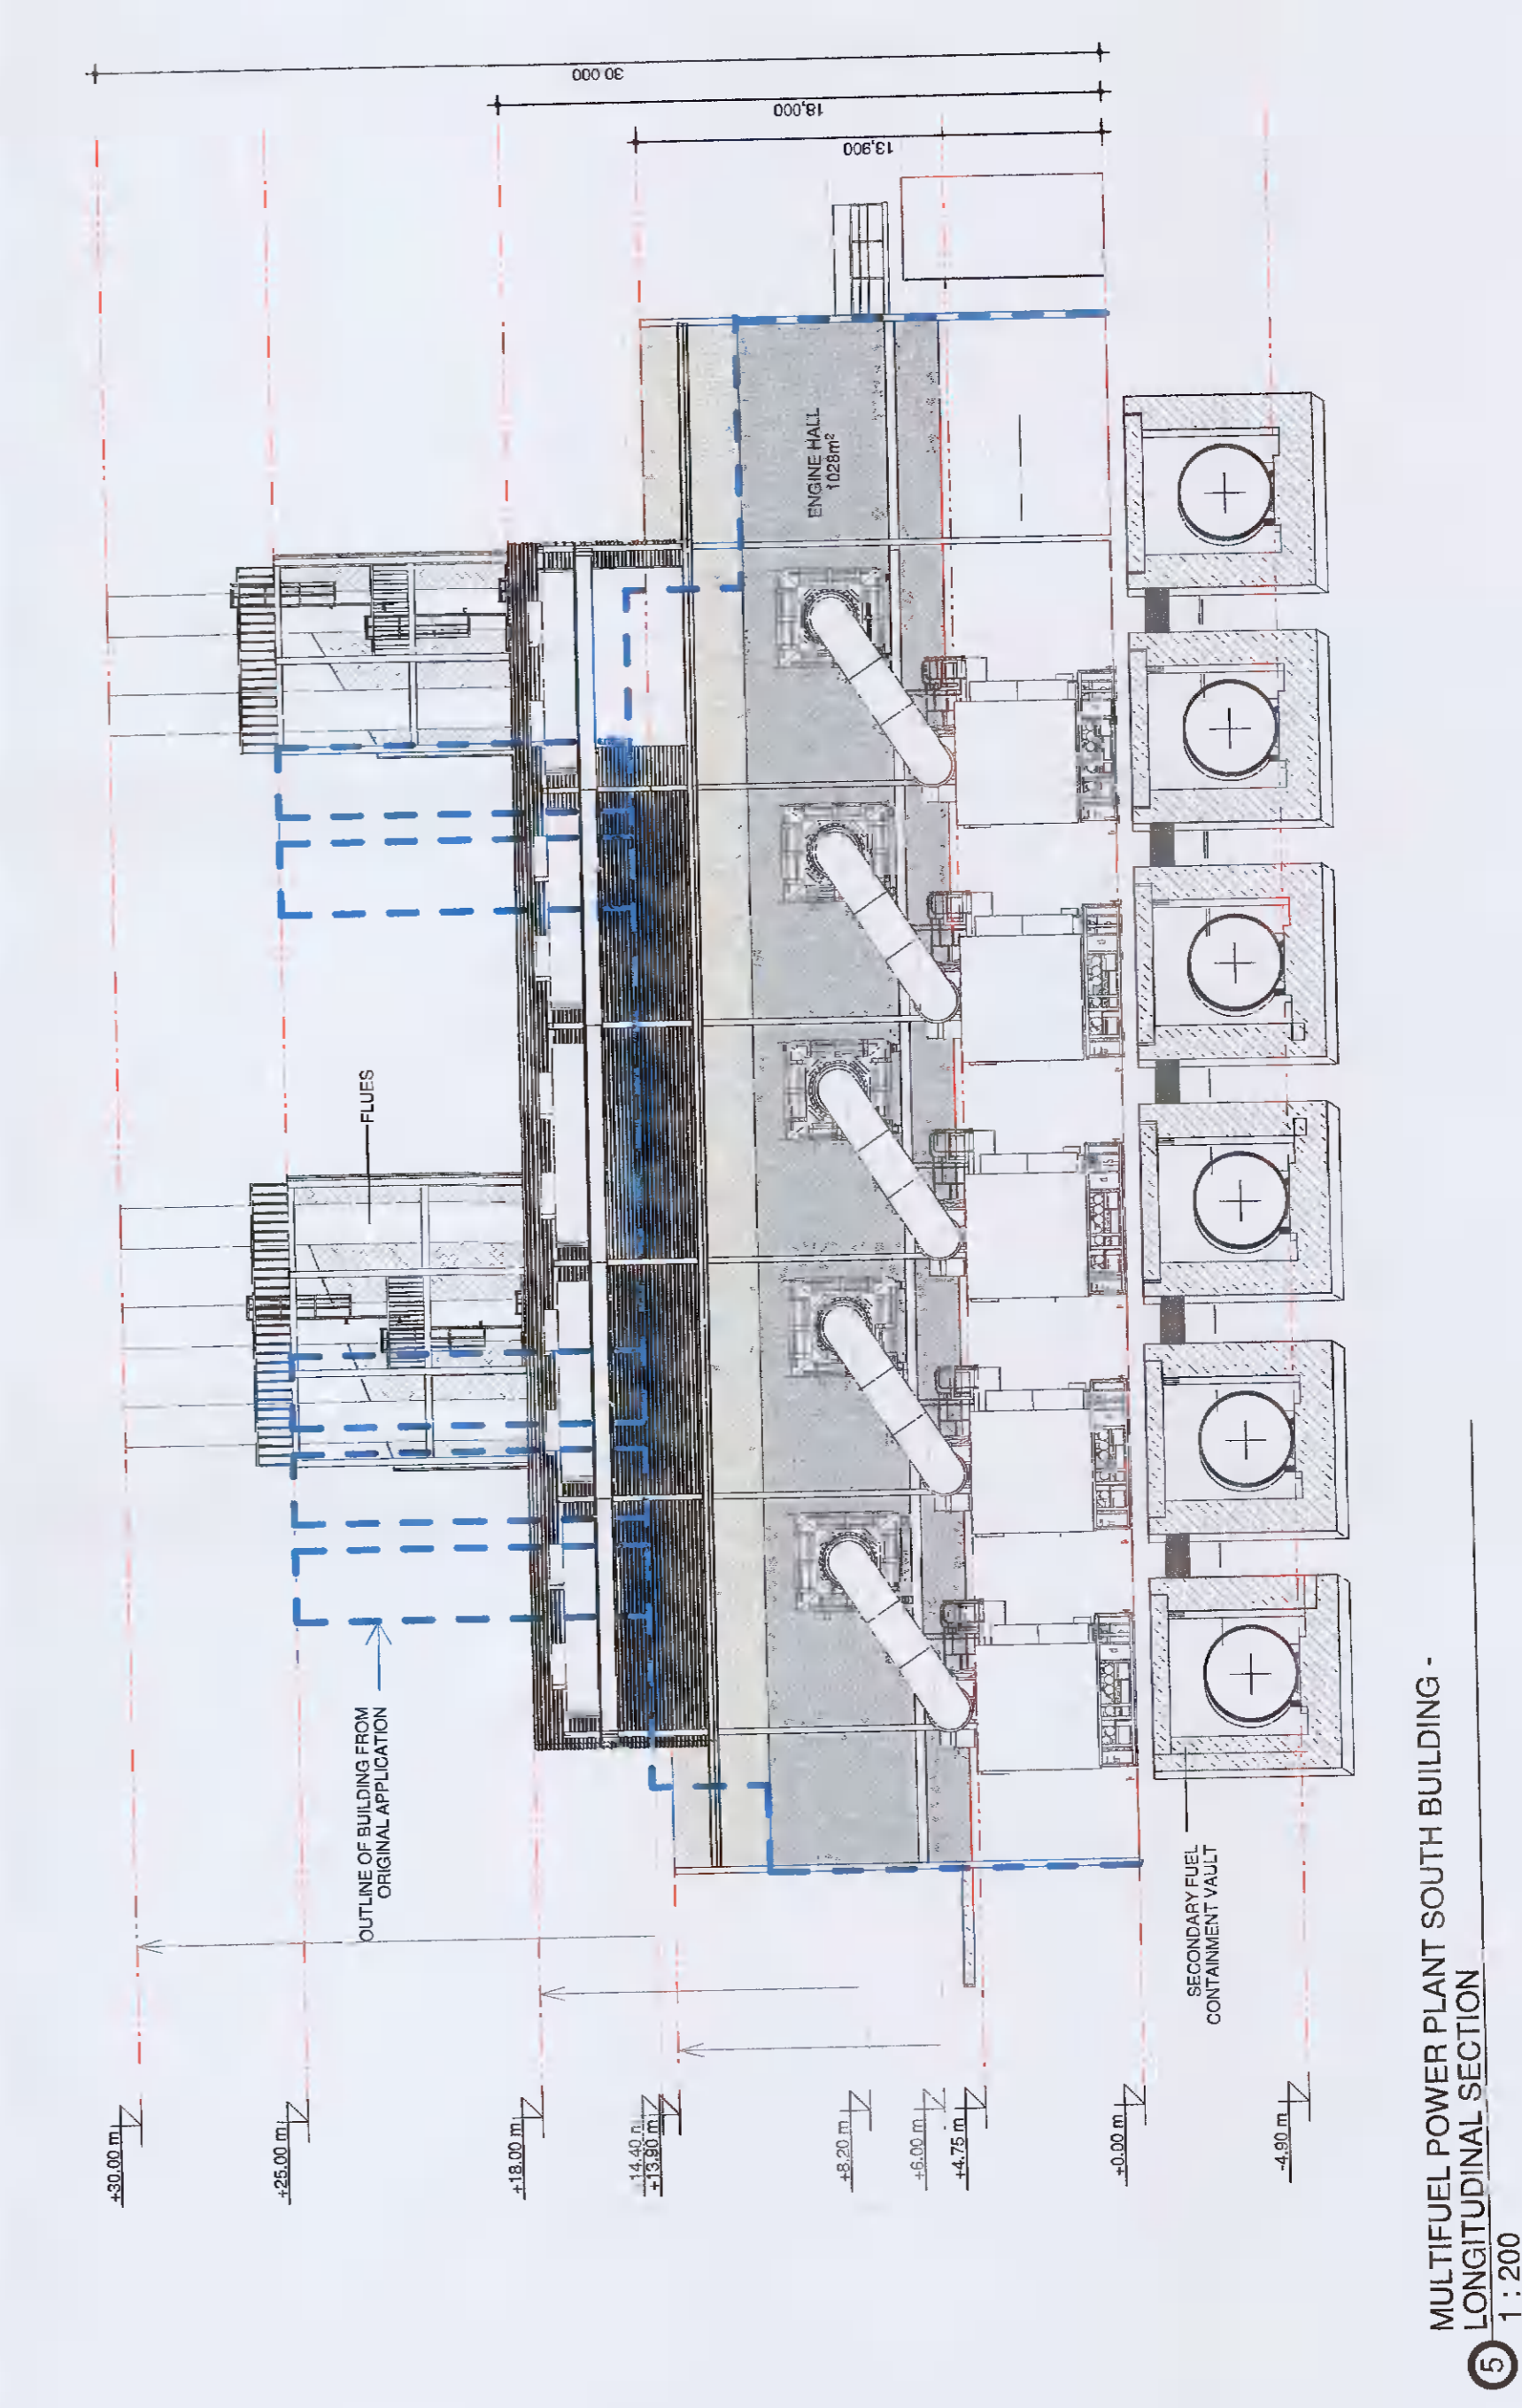 30.000
18,000
13,900
+30.00 m
+25.00 m
+18.00 m
+13.90 m
+8.20 m
+6.00 m
+4.75 m
+0.00 m
-4.90 m
FLUES
OUTLINE OF BUILDING FROM
ORIGINAL APPLICATION
ENGINE HALL
1028m²
SECONDARY FUEL
CONTAINMENT VAULT
5
MULTIFUEL POWER PLANT SOUTH BUILDING -
LONGITUDINAL SECTION
1 : 200